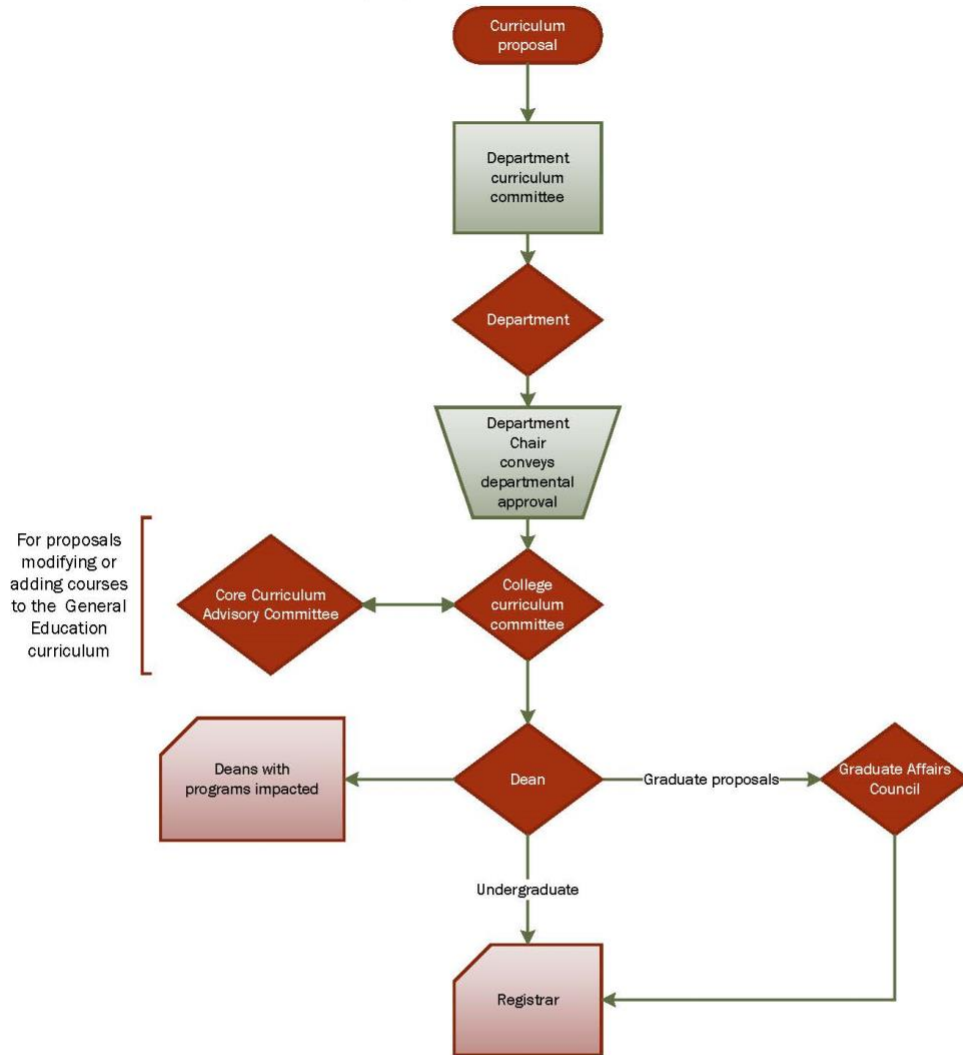 Curriculum
proposal
Department
curriculum
committee
Department
Department
Chair
conveys
departmental
approval
For proposals
modifying or
adding courses
to the General
Education
curriculum
Core Curriculum
Advisory Committee
College
curriculum
committee
Deans with
programs impacted
Dean
Graduate proposals
Graduate Affairs
Council
Undergraduate
Registrar